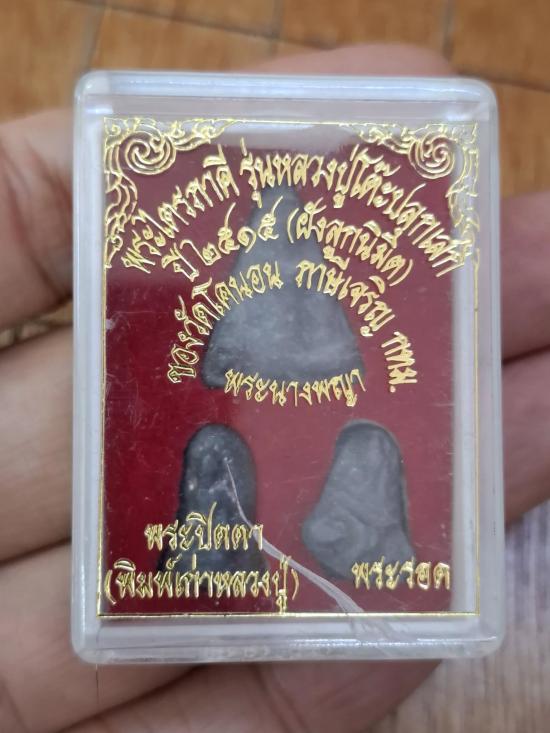 พระไตรภาคี รุ่นหลวงปู่โต๊ะปลุกเสก
ปี ๒๕๑๕ (ฝังลูกนิมิต)
ของวัดโคนอน ภาษีเจริญ กทม.
พระนางพญา
พระปิดตา
(พิมพ์เก่าหลวงปู่)
พระรอด